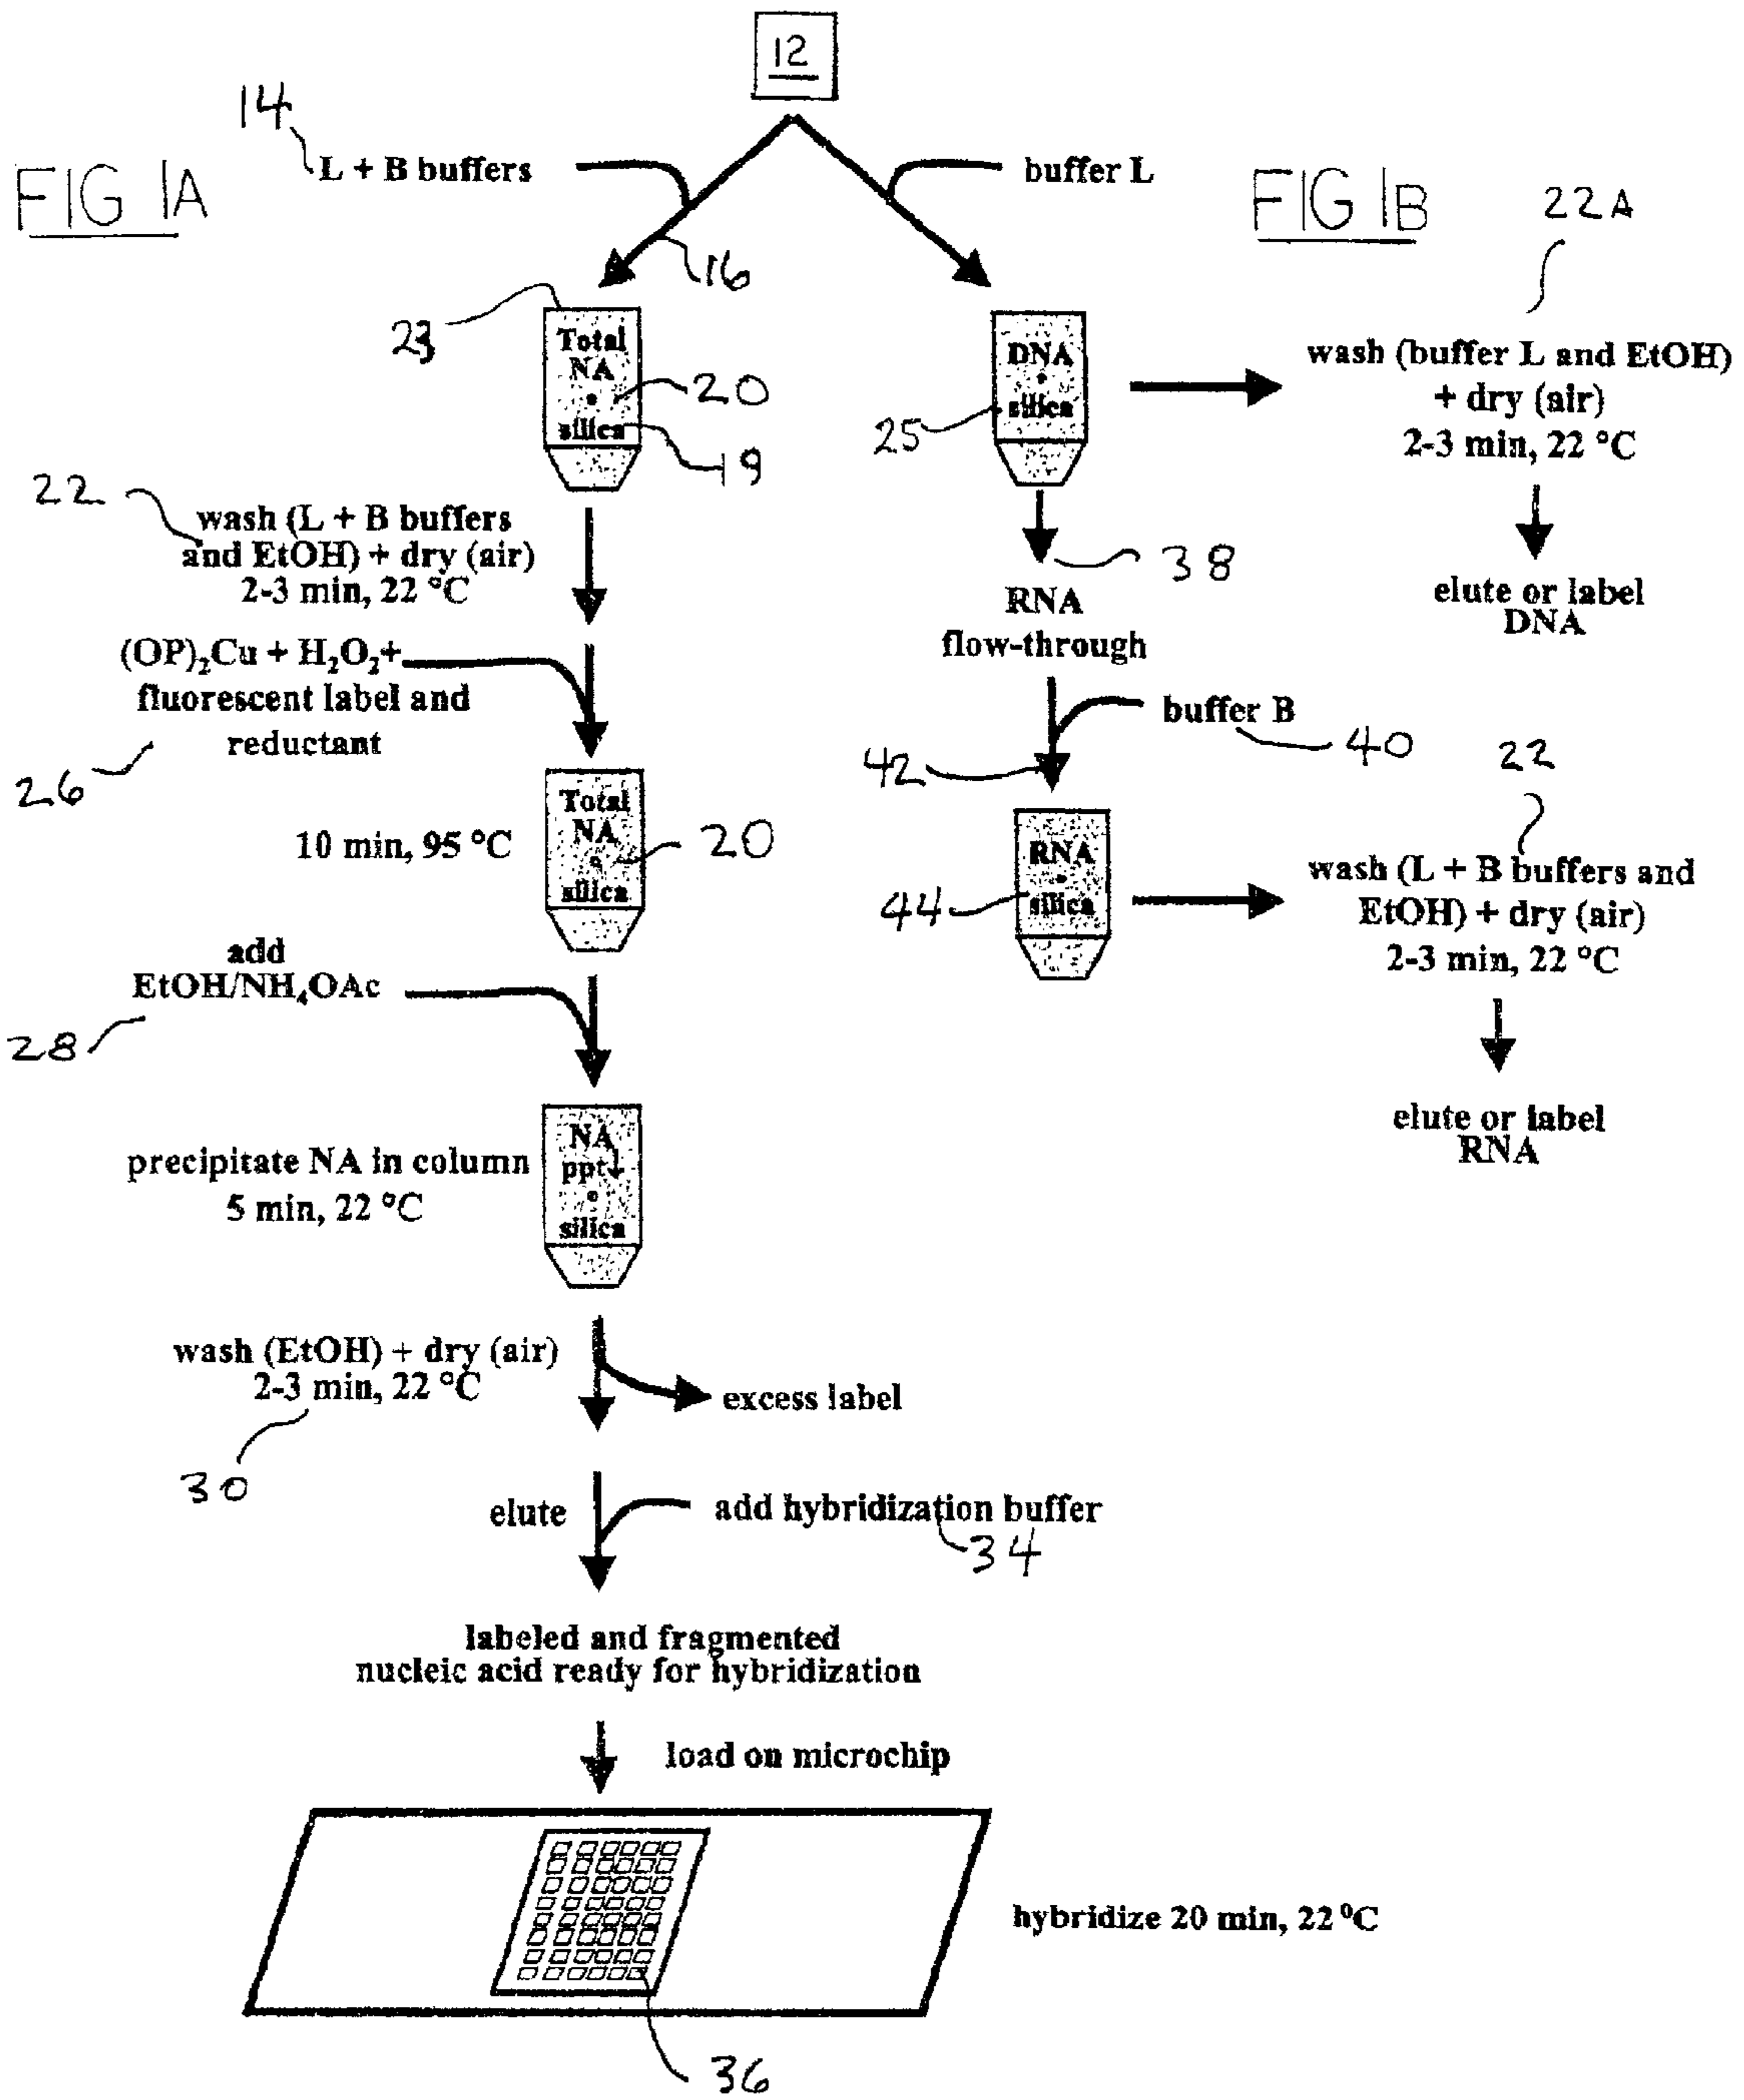 12
14
L + B buffers
buffer L
FIG 1A
FIG 1B
22A
16
23
Total
NA
silica
20
19
DNA
silica
25
wash (buffer L and EtOH)
+ dry (air)
2-3 min, 22 °C
elute or label
DNA
22
wash (L + B buffers
and EtOH) + dry (air)
2-3 min, 22 °C
38
RNA
flow-through
(OP)₂Cu + H₂O₂+
fluorescent label and
reductant
26
buffer B
40
42
22
Total
NA
silica
20
10 min, 95 °C
RNA
silica
44
wash (L + B buffers and
EtOH) + dry (air)
2-3 min, 22 °C
elute or label
RNA
add
EtOH/NH₄OAc
28
precipitate NA in column
5 min, 22 °C
NA
ppt↓
silica
wash (EtOH) + dry (air)
2-3 min, 22 °C
30
excess label
elute
add hybridization buffer
34
labeled and fragmented
nucleic acid ready for hybridization
load on microchip
hybridize 20 min, 22 °C
36